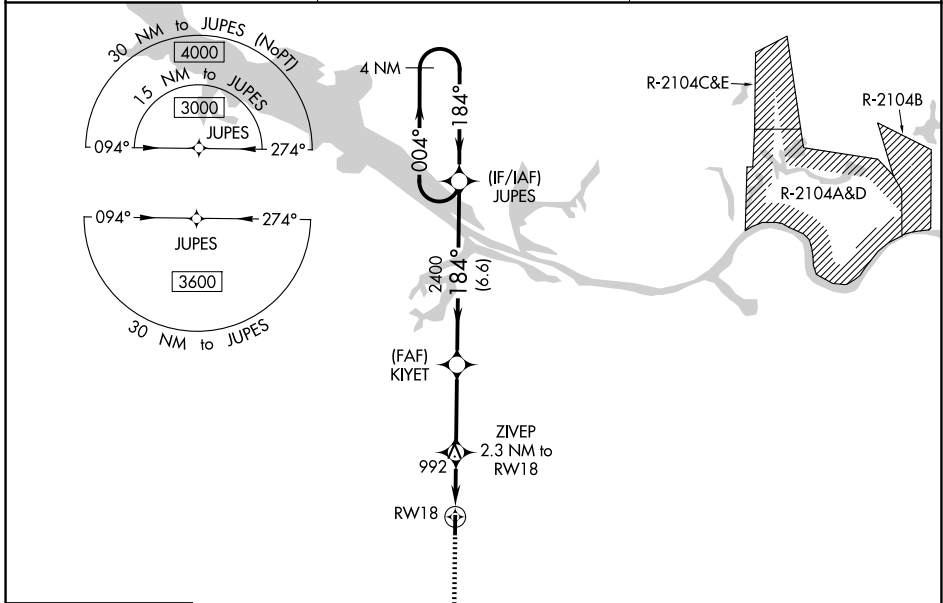 30 NM to JUPES (NoPT)
4000
15 NM to JUPES
3000
JUPES
094°
274°
094°
274°
JUPES
3600
30 NM to JUPES
4 NM
184°
004°
(IF/IAF)
JUPES
2400
184°
(6.6)
(FAF)
KIYET
ZIVEP
2.3 NM to
RW18
992
RW18
R-2104C&E
R-2104B
R-2104A&D